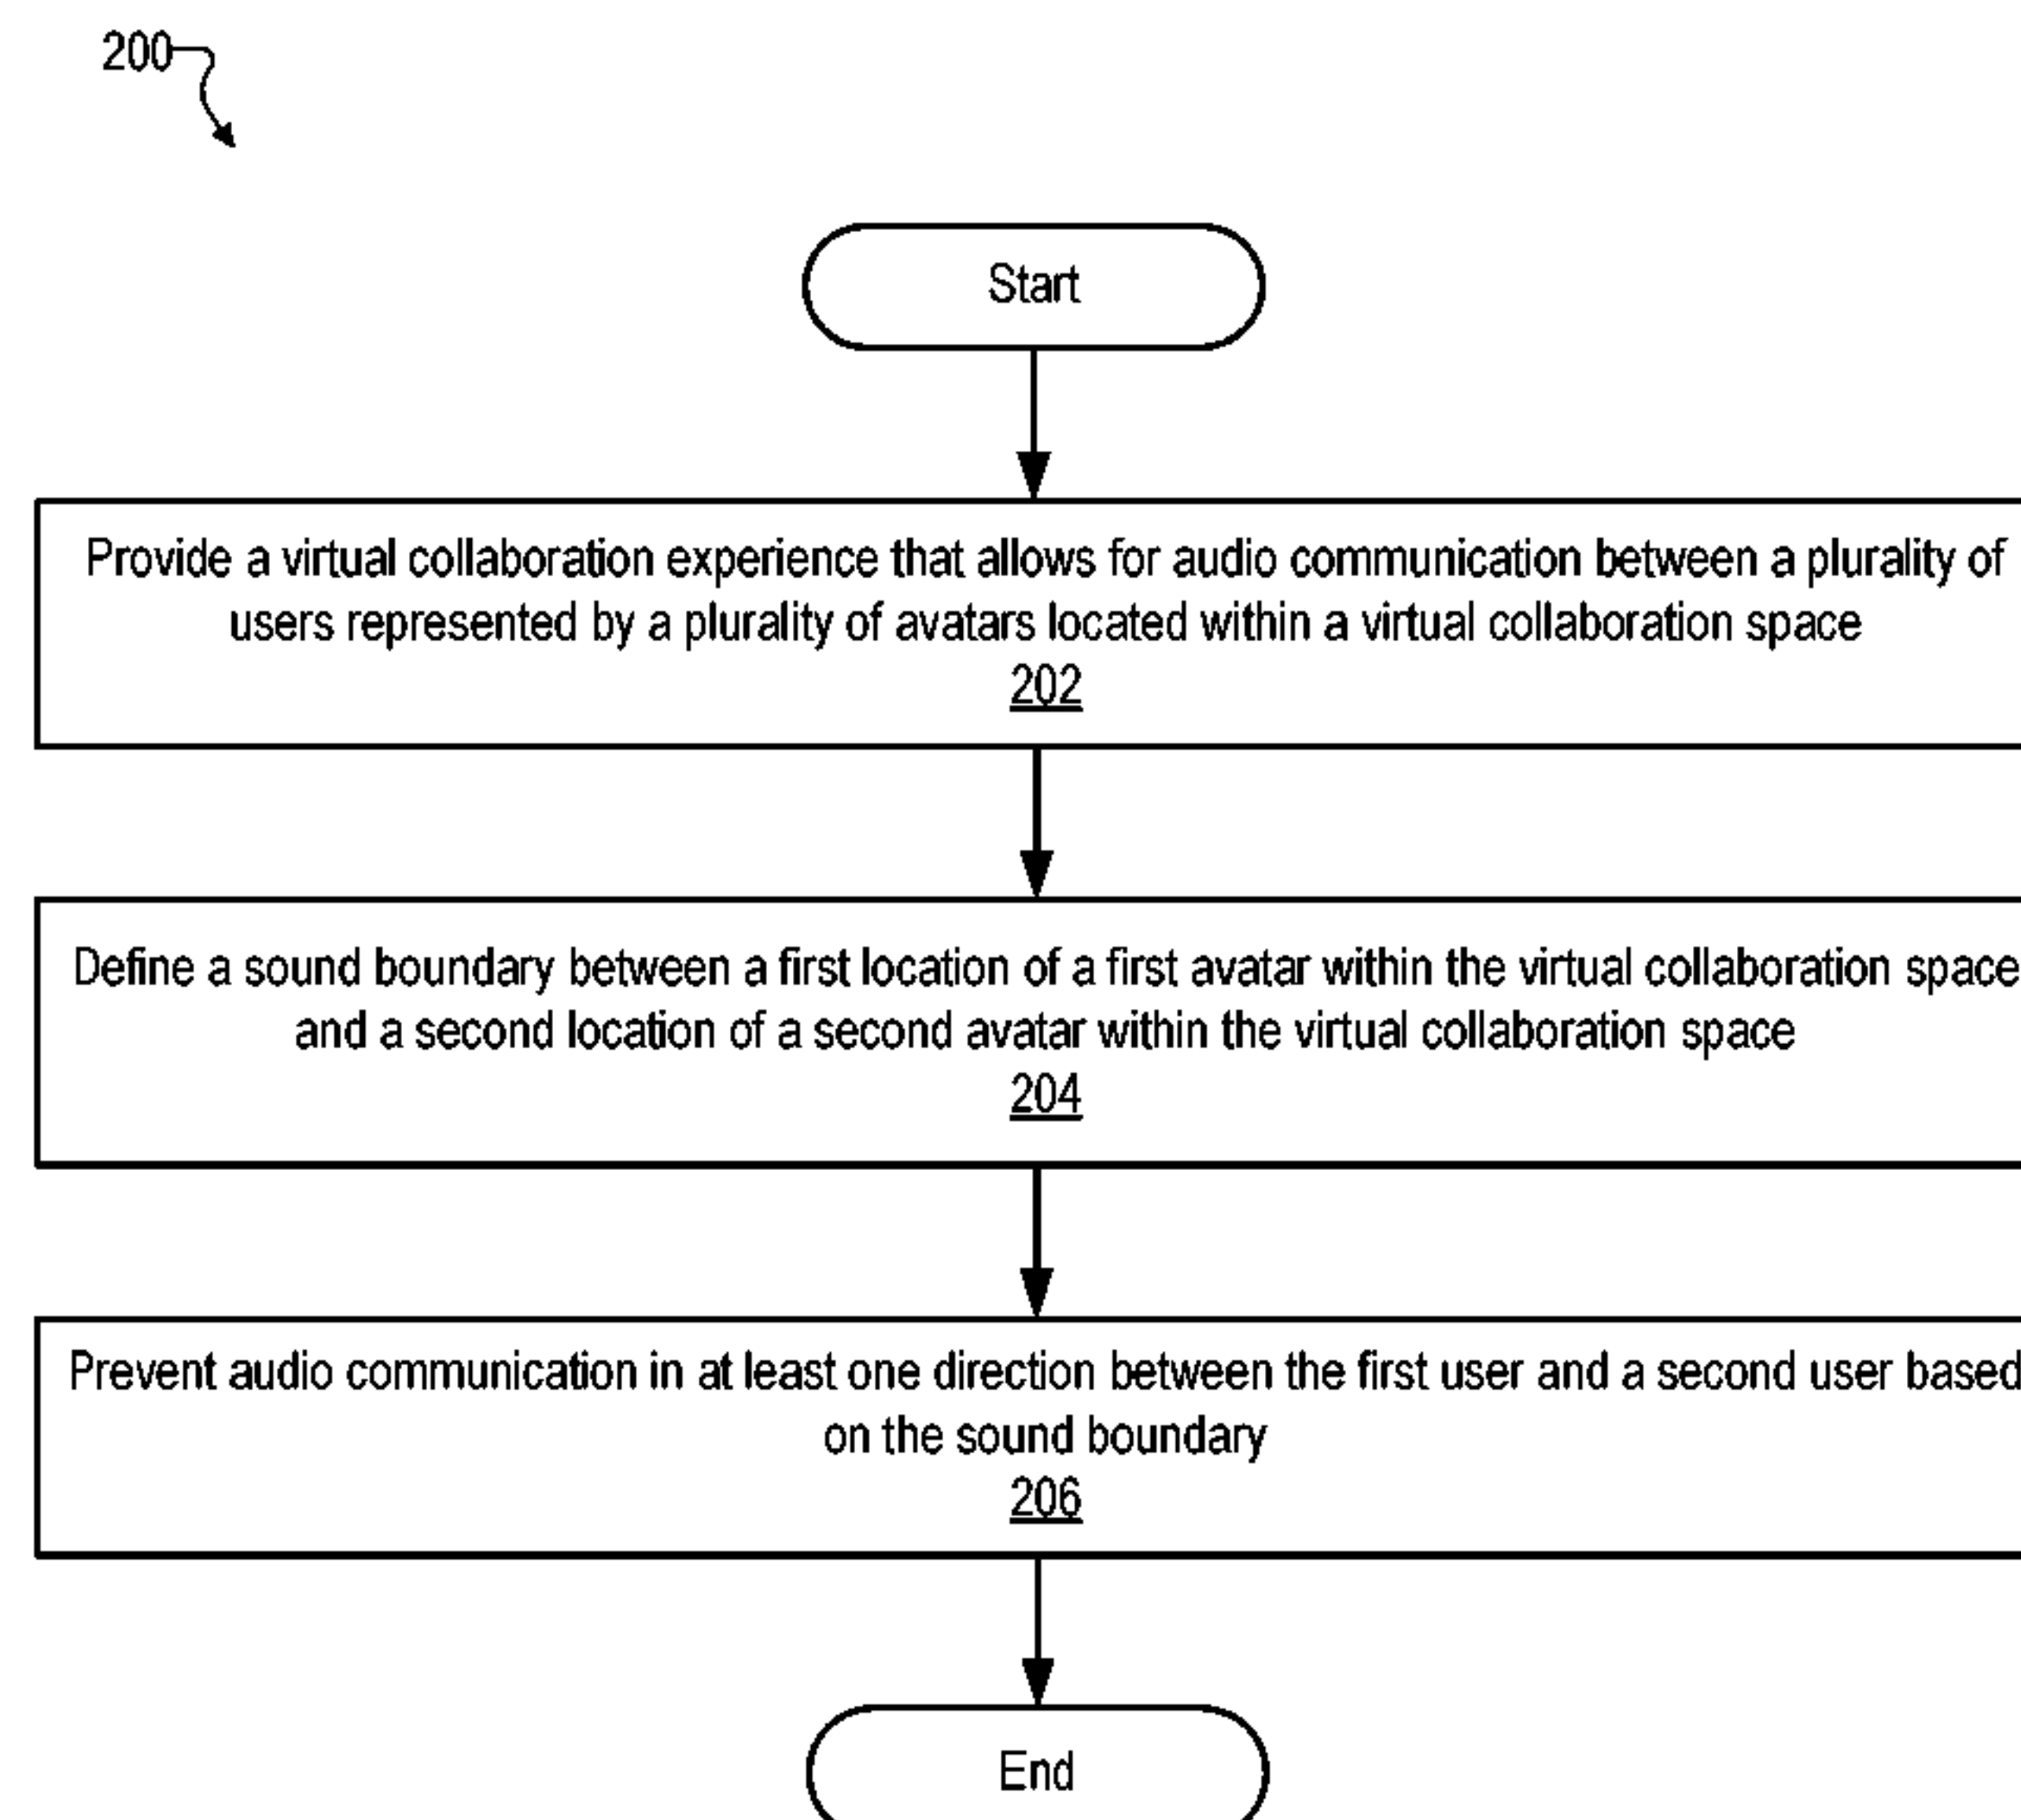 200
Start
Provide a virtual collaboration experience that allows for audio communication between a plurality of
users represented by a plurality of avatars located within a virtual collaboration space
202
Define a sound boundary between a first location of a first avatar within the virtual collaboration space
and a second location of a second avatar within the virtual collaboration space
204
Prevent audio communication in at least one direction between the first user and a second user based
on the sound boundary
206
End